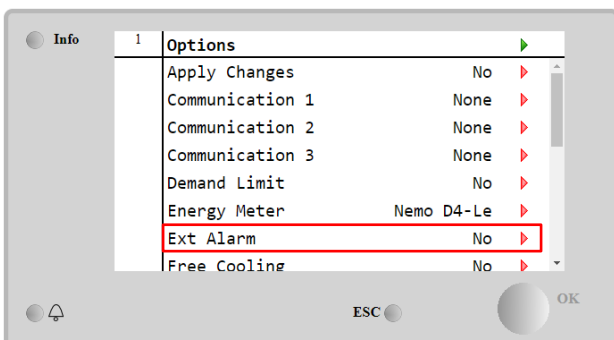 Info
1 Options
Apply Changes No
Communication 1 None
Communication 2 None
Communication 3 None
Demand Limit No
Energy Meter Nemo D4-Le
Ext Alarm No
Free Cooling No
ESC
OK